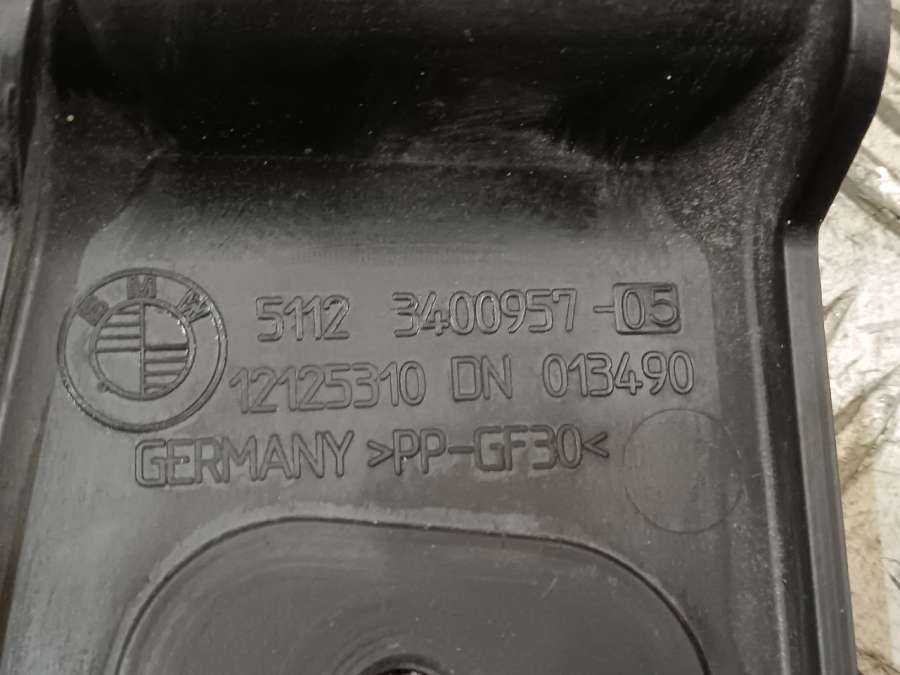 BMW
5112 3400957-05
12125310 DN 013490
GERMANY >PP-GF30<